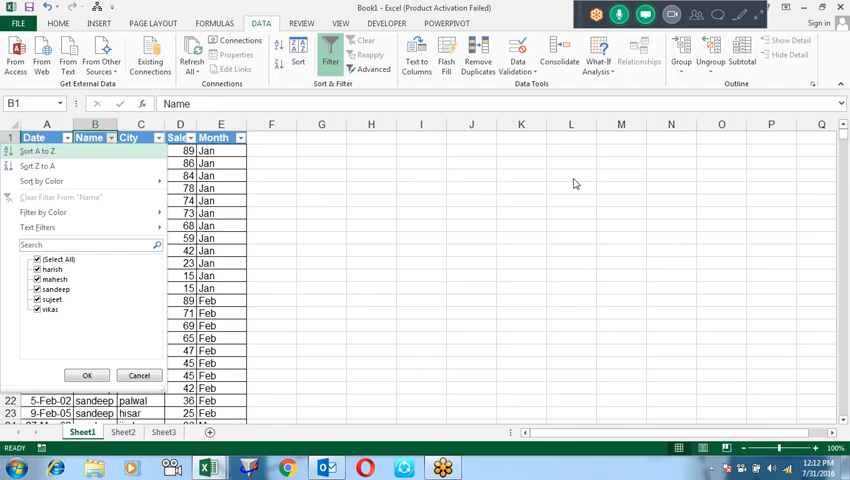 Book1 - Excel (Product Activation Failed)
FILE HOME INSERT PAGE LAYOUT FORMULAS DATA REVIEW VIEW DEVELOPER POWERPIVOT Sign in
From Access
From Web
From Text
From Other Sources
Existing Connections
Refresh All
Connections
Properties
Edit Links
Sort
Filter
Clear
Reapply
Advanced
Text to Columns
Flash Fill
Remove Duplicates
Data Validation
Consolidate
What-If Analysis
Relationships
Group
Ungroup
Subtotal
Show Detail
Hide Detail
Get External Data Connections Sort & Filter Data Tools Outline
B1 Name
A B C D E F G H I J K L M N O P Q
1 Date Name City Sale Month
Sort A to Z
Sort Z to A
Sort by Color
Clear Filter From "Name"
Filter by Color
Text Filters
Search
(Select All)
harish
mahesh
sandeep
sujeet
vikas
OK Cancel
89 Jan
86 Jan
84 Jan
78 Jan
74 Jan
73 Jan
68 Jan
59 Jan
42 Jan
23 Jan
15 Jan
15 Jan
89 Feb
71 Feb
69 Feb
65 Feb
47 Feb
45 Feb
45 Feb
42 Feb
22 5-Feb-02 sandeep palwal 36 Feb
23 9-Feb-05 sandeep hisar 25 Feb
Sheet1 Sheet2 Sheet3
READY 100%
12:12 PM
7/31/2016